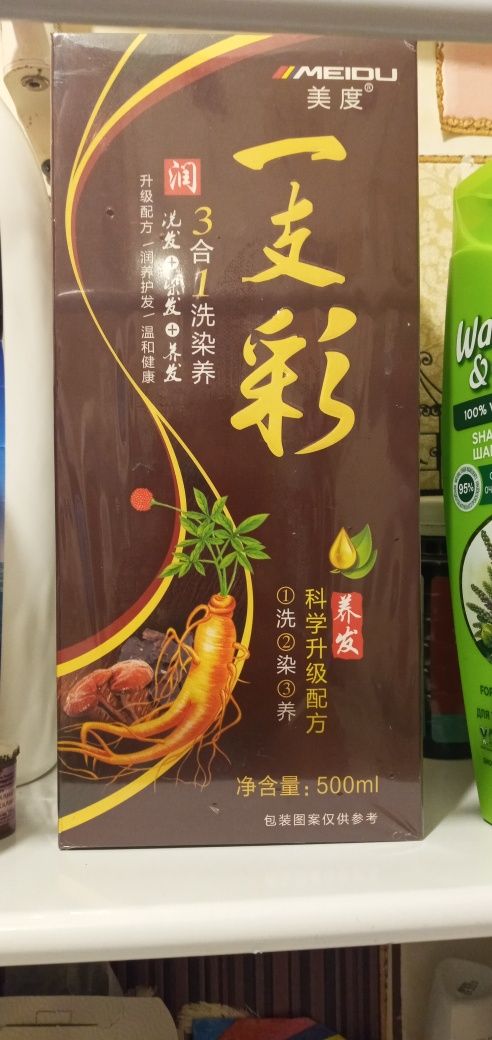 MEIDU
美度®
一支彩
润
3合1洗染养
洗发+染发+养发
升级配方/润养护发/温和健康
养发
科学升级配方
①洗②染③养
净含量：500ml
包装图案仅供参考
&
100%
95%